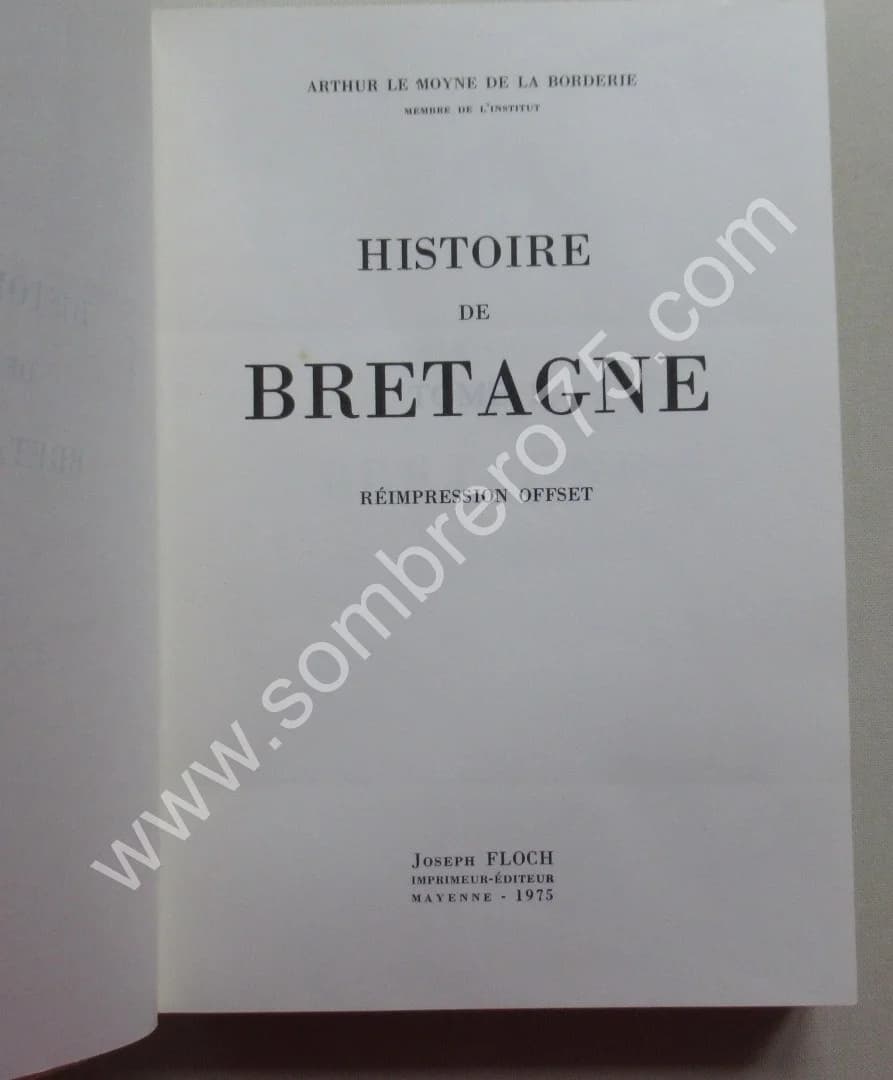 ARTHUR LE MOYNE DE LA BORDERIE
MEMBRE DE L'INSTITUT
HISTOIRE
DE
BRETAGNE
RÉIMPRESSION OFFSET
JOSEPH FLOCH
IMPRIMEUR-ÉDITEUR
MAYENNE - 1975
www.sombrero75.com